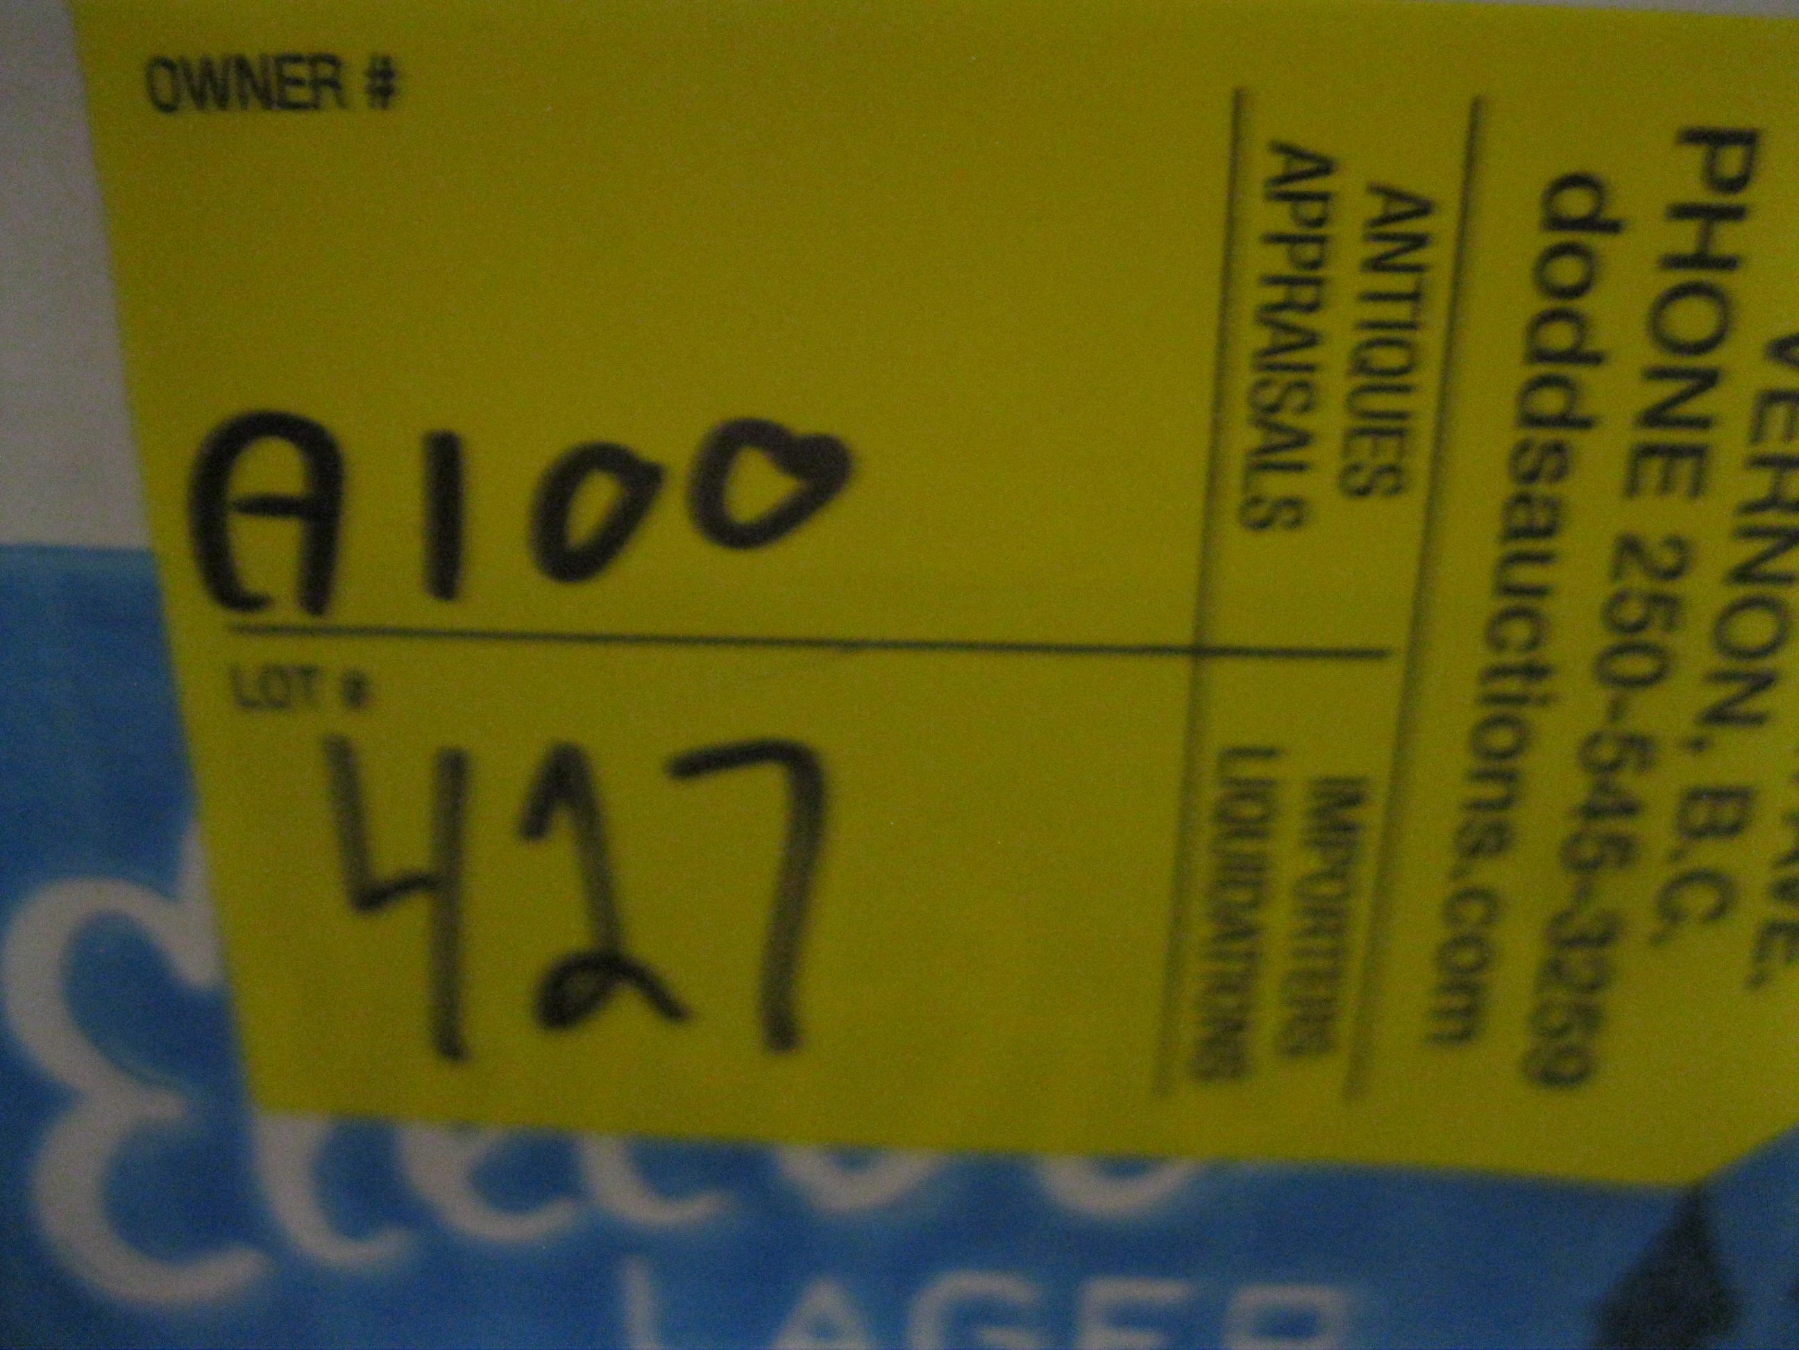 OWNER #
A100
LOT #
427
VERNON, B.C.
PHONE 250-545-3259
doddsauctions.com
ANTIQUES
APPRAISALS
IMPORTERS
LIQUIDATIONS
LAGER